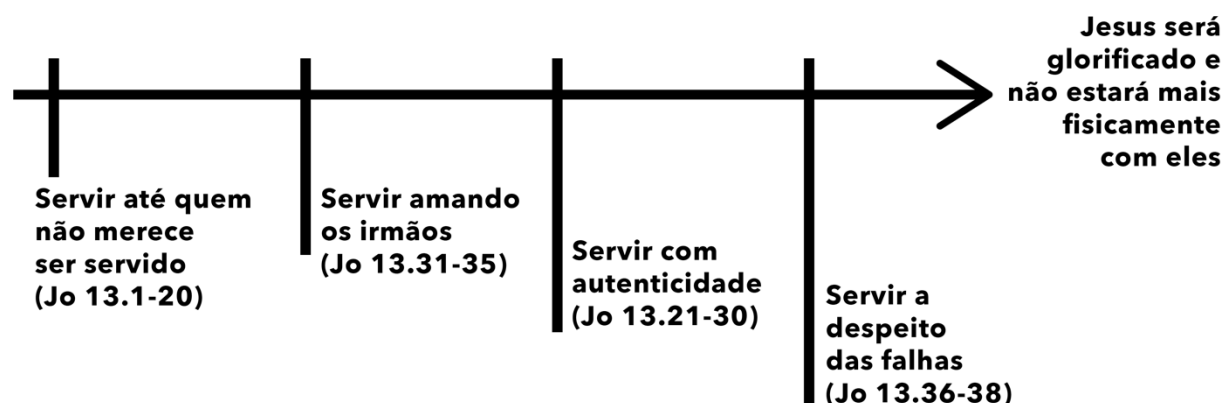 Jesus será
glorificado e
não estará mais
fisicamente
com eles
Servir até quem
não merece
ser servido
(Jo 13.1-20)
Servir amando
os irmãos
(Jo 13.31-35)
Servir com
autenticidade
(Jo 13.21-30)
Servir a
despeito
das falhas
(Jo 13.36-38)